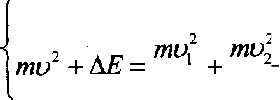 { mυ² + ΔE = mυ₁² + mυ₂²